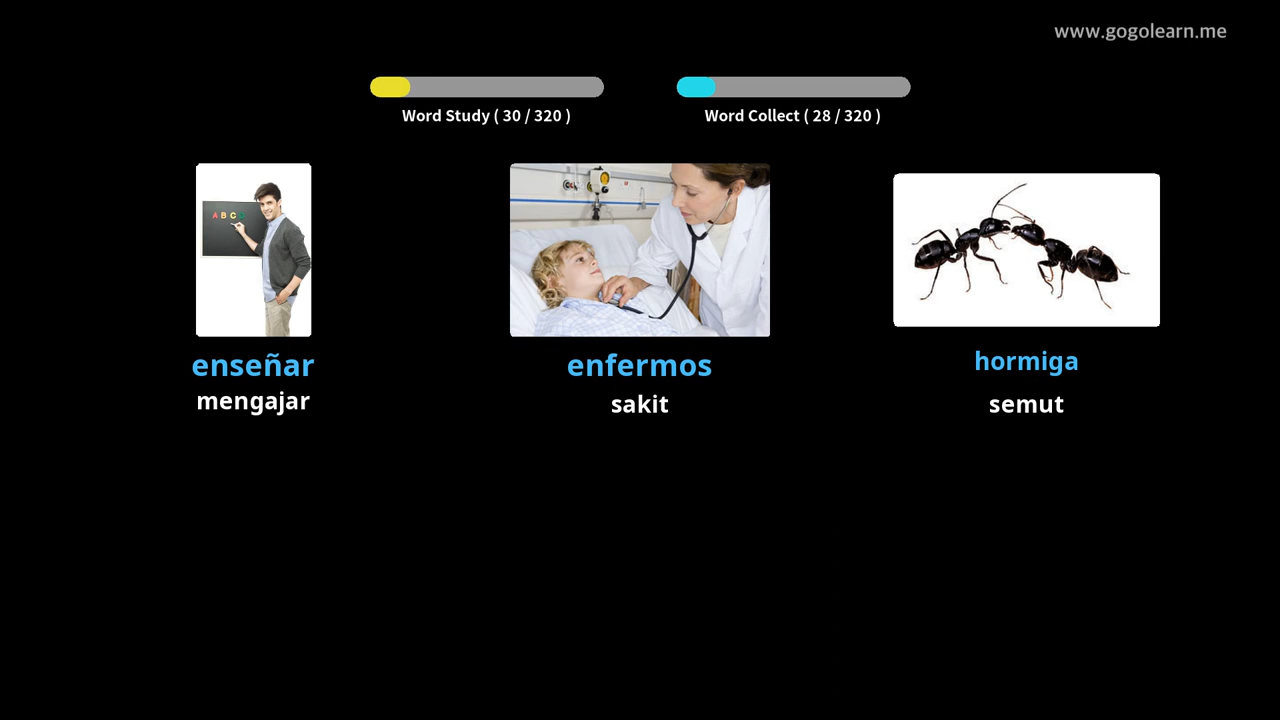 www.gogolearn.me
Word Study ( 30 / 320 )
Word Collect ( 28 / 320 )
A B C D
enseñar
mengajar
enfermos
sakit
hormiga
semut